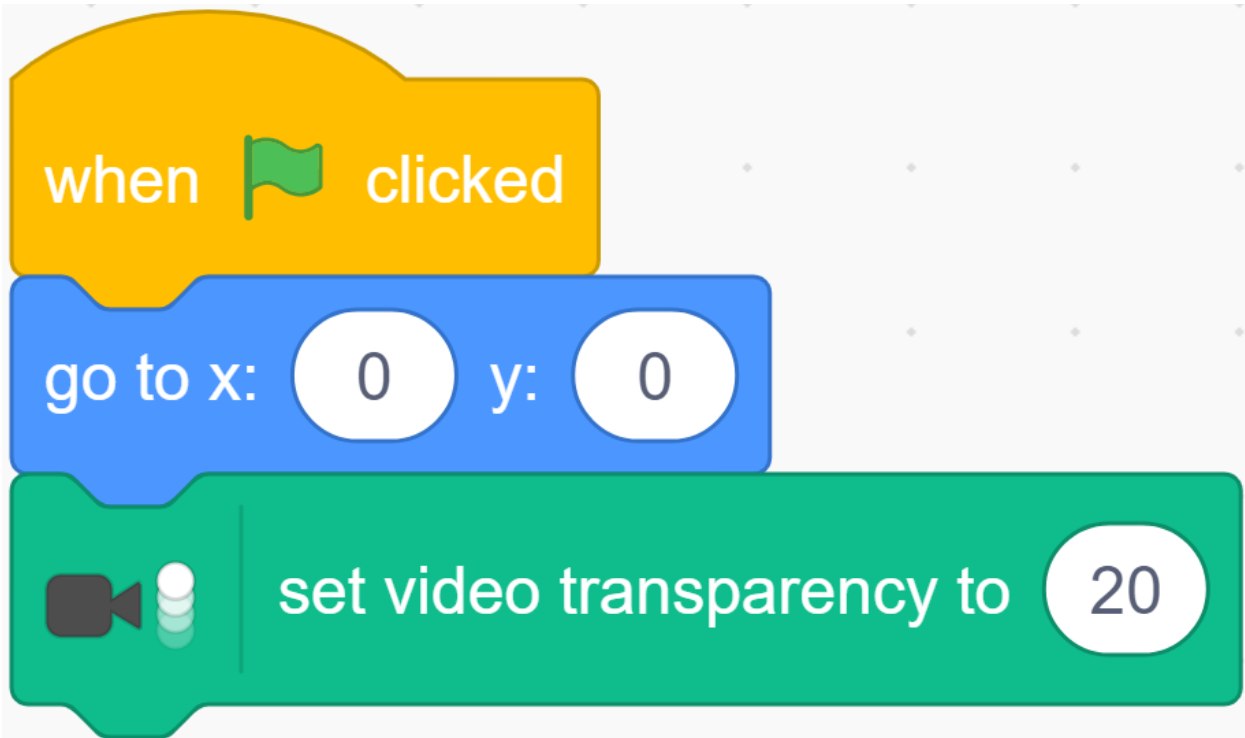 when clicked
go to x: 0 y: 0
set video transparency to 20